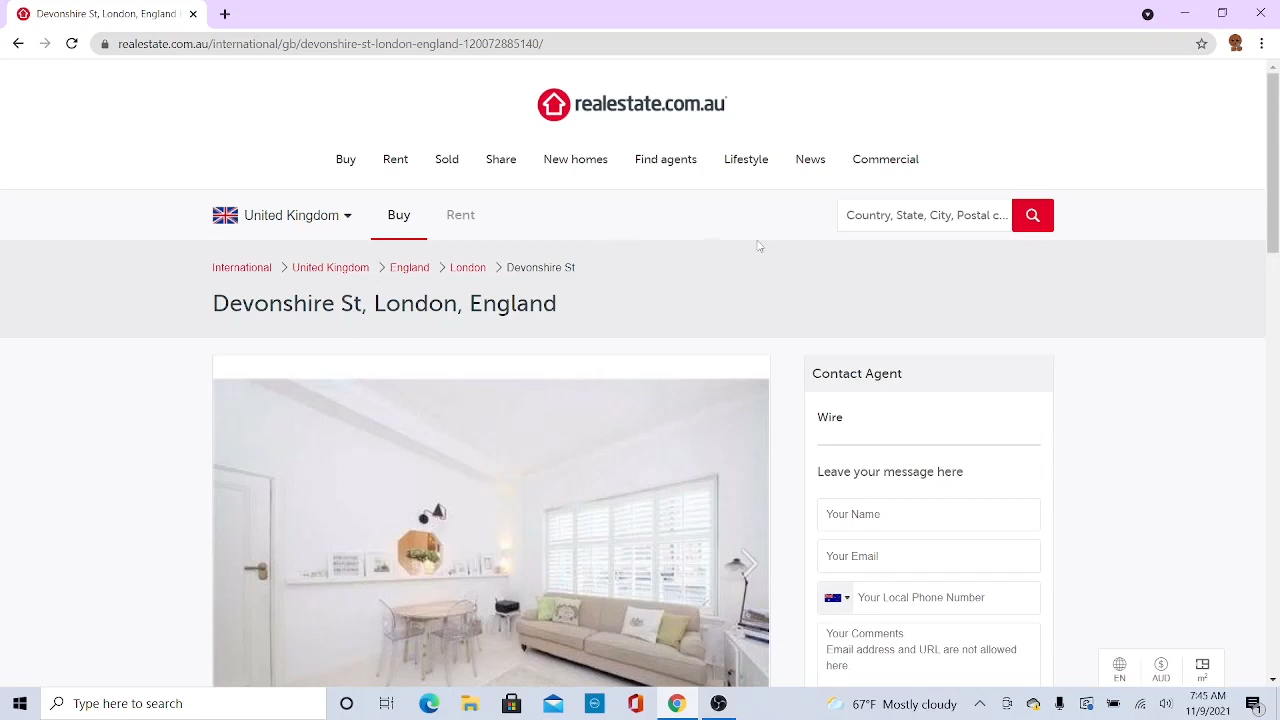 Devonshire St, London, England
realestate.com.au/international/gb/devonshire-st-london-england-120072885140/
realestate.com.au
Buy Rent Sold Share New homes Find agents Lifestyle News Commercial
United Kingdom Buy Rent Country, State, City, Postal c...
International United Kingdom England London Devonshire St
Devonshire St, London, England
Contact Agent
Wire
Leave your message here
Your Name
Your Email
Your Local Phone Number
Your Comments
Email address and URL are not allowed
here
EN AUD m²
Type here to search
67°F Mostly cloudy
7:45 AM
11/9/2021
1